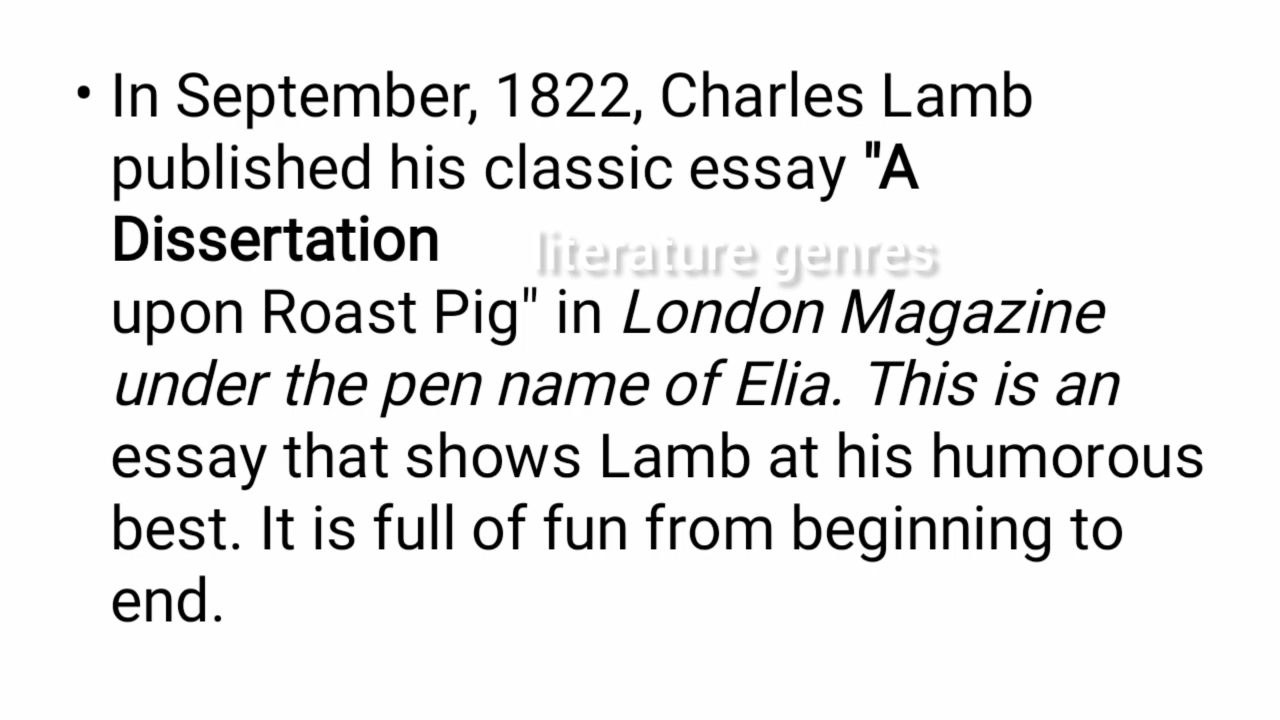 • In September, 1822, Charles Lamb
published his classic essay "A
Dissertation
literature genres
upon Roast Pig" in London Magazine
under the pen name of Elia. This is an
essay that shows Lamb at his humorous
best. It is full of fun from beginning to
end.